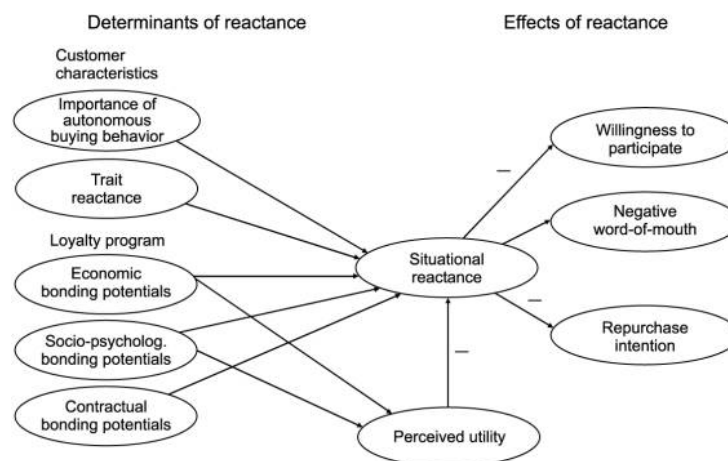 Determinants of reactance
Effects of reactance
Customer
characteristics
Importance of
autonomous
buying behavior
Trait
reactance
Loyalty program
Economic
bonding potentials
Socio-psycholog.
bonding potentials
Contractual
bonding potentials
Situational
reactance
Perceived utility
Willingness to
participate
Negative
word-of-mouth
Repurchase
intention
–
–
–